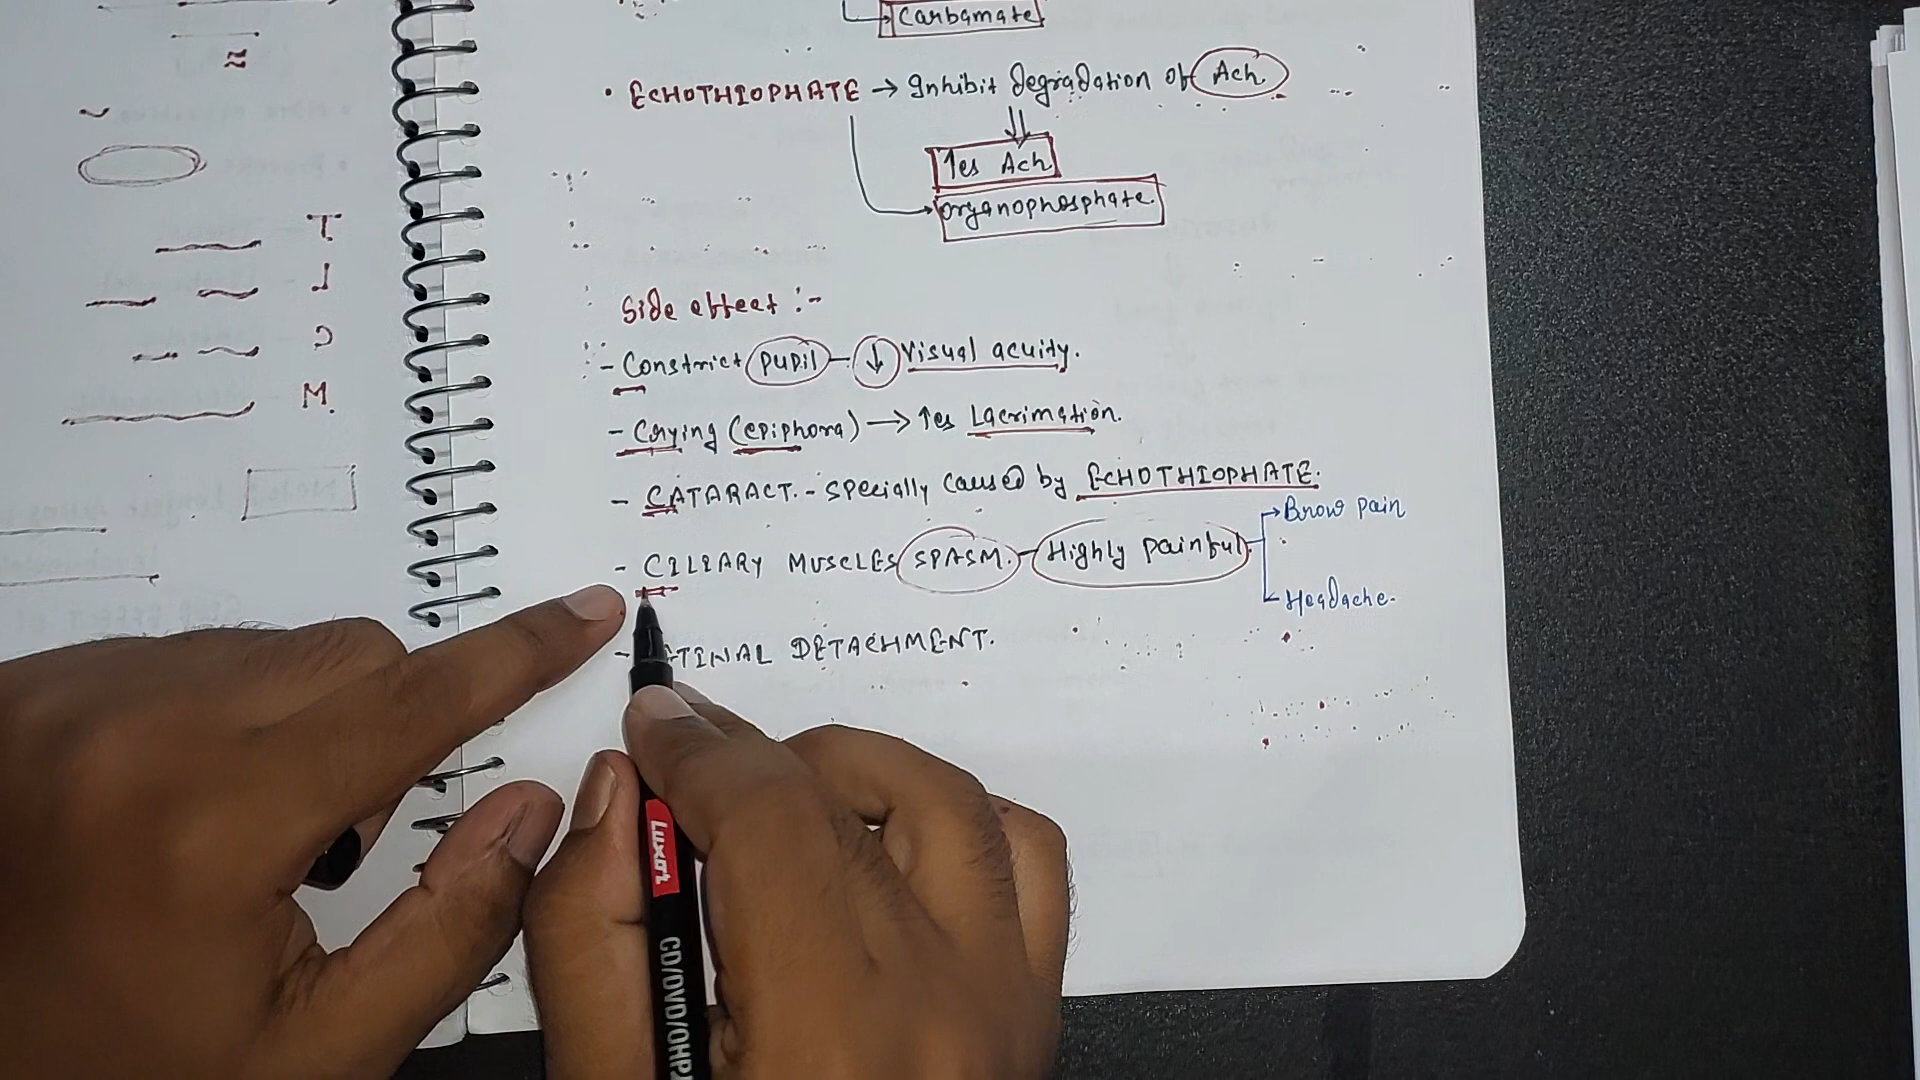 Carbamate
• ECHOTHIOPHATE → Inhibit degradation of Ach
↑es Ach
organophosphate.
Side effect :-
- Constrict pupil - ↓ Visual acuity.
- Crying (epiphora) → ↑es Lacrimation.
- CATARACT. - specially caused by ECHOTHIOPHATE.
- CILIARY MUSCLES SPASM. - Highly painful.
→ Brow pain
Headache.
- TINAL DETACHMENT.
Luxor
CD/DVD/OHP